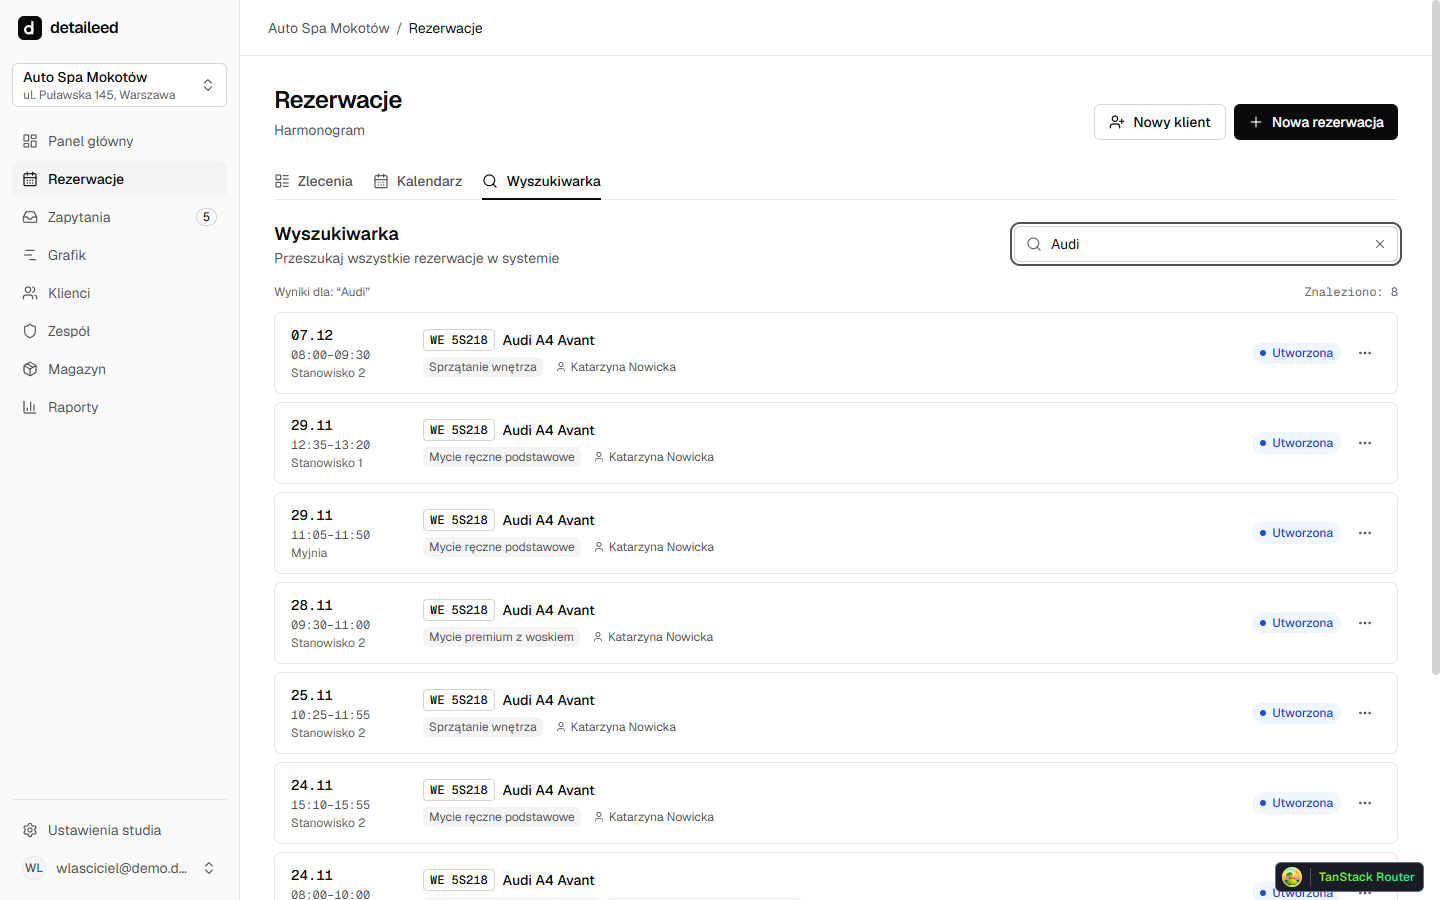 detaileed
Auto Spa Mokotów
ul. Puławska 145, Warszawa
Panel główny
Rezerwacje
Zapytania
5
Grafik
Klienci
Zespół
Magazyn
Raporty
Ustawienia studia
WL
wlasciciel@demo.d...
Auto Spa Mokotów / Rezerwacje
Rezerwacje
Harmonogram
Nowy klient
Nowa rezerwacja
Zlecenia
Kalendarz
Wyszukiwarka
Wyszukiwarka
Przeszukaj wszystkie rezerwacje w systemie
Audi
Wyniki dla: “Audi”
Znaleziono: 8
07.12
08:00–09:30
Stanowisko 2
WE 5S218 Audi A4 Avant
Sprzątanie wnętrza Katarzyna Nowicka
Utworzona
29.11
12:35–13:20
Stanowisko 1
WE 5S218 Audi A4 Avant
Mycie ręczne podstawowe Katarzyna Nowicka
Utworzona
29.11
11:05–11:50
Myjnia
WE 5S218 Audi A4 Avant
Mycie ręczne podstawowe Katarzyna Nowicka
Utworzona
28.11
09:30–11:00
Stanowisko 2
WE 5S218 Audi A4 Avant
Mycie premium z woskiem Katarzyna Nowicka
Utworzona
25.11
10:25–11:55
Stanowisko 2
WE 5S218 Audi A4 Avant
Sprzątanie wnętrza Katarzyna Nowicka
Utworzona
24.11
15:10–15:55
Stanowisko 2
WE 5S218 Audi A4 Avant
Mycie ręczne podstawowe Katarzyna Nowicka
Utworzona
24.11
08:00–10:00
WE 5S218 Audi A4 Avant
Utworzona
TanStack Router